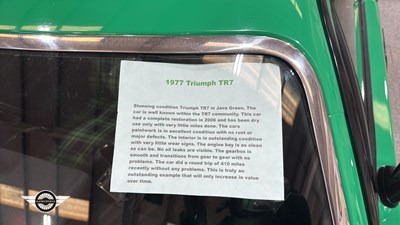 1977 Triumph TR7
Stunning condition Triumph TR7 in Java Green. The
car is well known within the TR7 community. This car
had a complete restoration in 2006 and has been dry
use only with very little miles done. The cars
paintwork is in excellent condition with no rust or
major defects. The interior is in outstanding condition
with very little wear signs. The engine bay is as clean
as can be. No oil leaks are visible. The gearbox is
smooth and transitions from gear to gear with no
problems. The car did a round trip of 410 miles
recently without any problems. This is truly an
outstanding example that will only increase in value
over time.